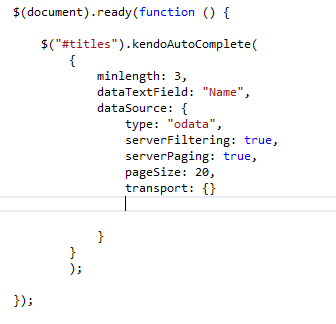 $(document).ready(function () {
$("#titles").kendoAutoComplete(
{
minlength: 3,
dataTextField: "Name",
dataSource: {
type: "odata",
serverFiltering: true,
serverPaging: true,
pageSize: 20,
transport: {}
}
}
);
});